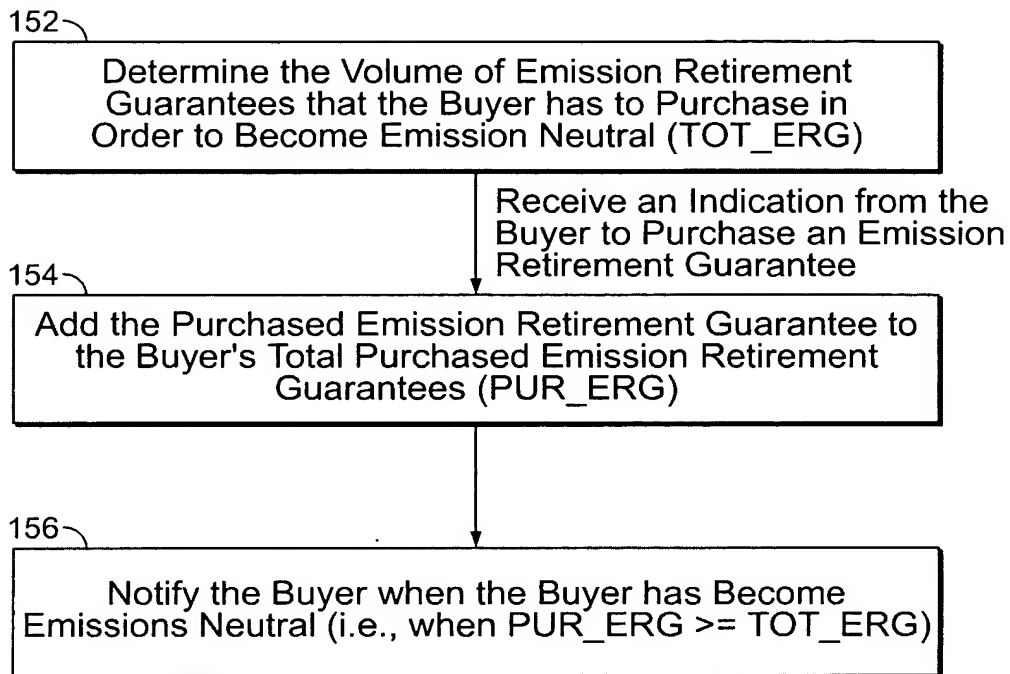 152
Determine the Volume of Emission Retirement
Guarantees that the Buyer has to Purchase in
Order to Become Emission Neutral (TOT_ERG)
Receive an Indication from the
Buyer to Purchase an Emission
Retirement Guarantee
154
Add the Purchased Emission Retirement Guarantee to
the Buyer's Total Purchased Emission Retirement
Guarantees (PUR_ERG)
156
Notify the Buyer when the Buyer has Become
Emissions Neutral (i.e., when PUR_ERG >= TOT_ERG)